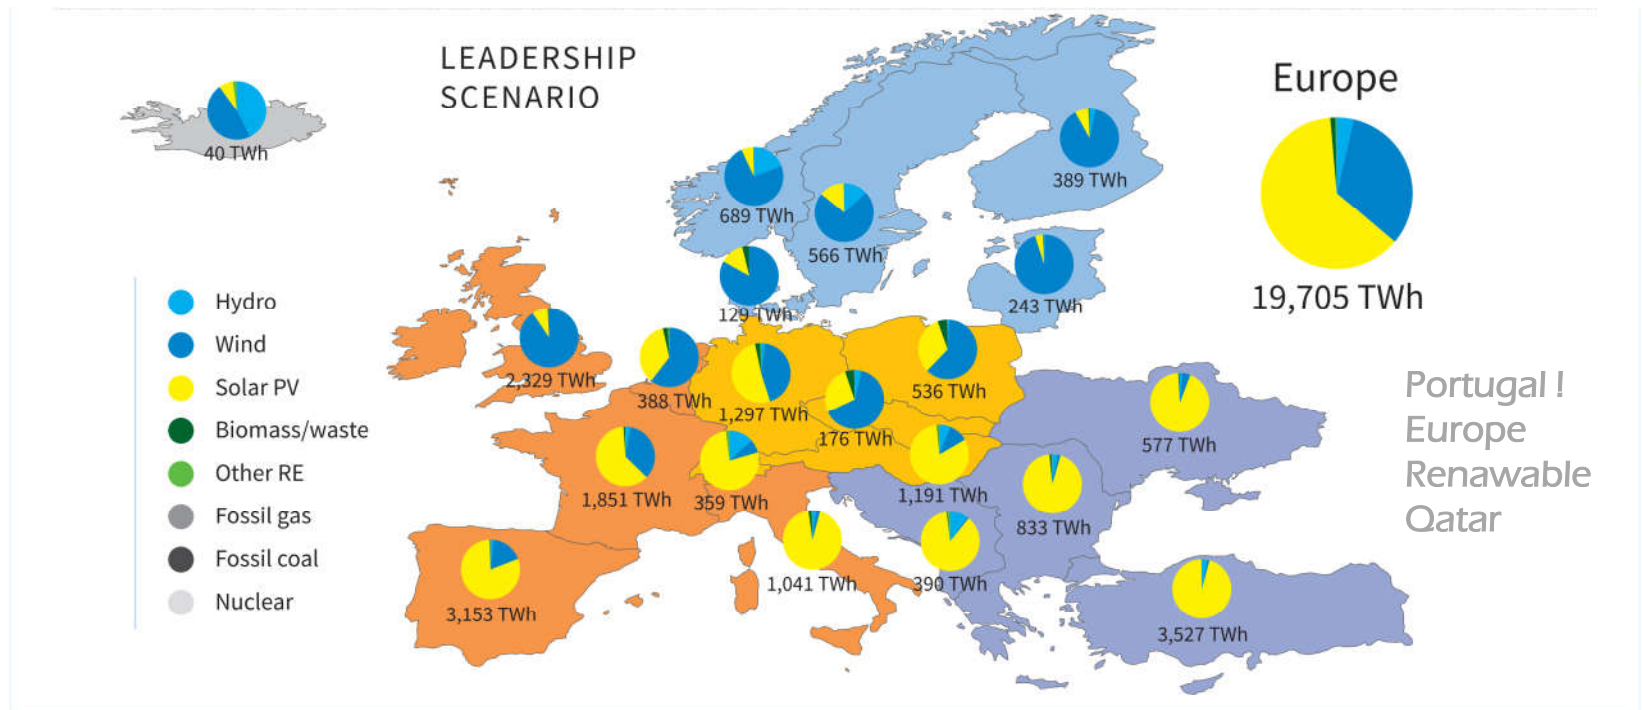 LEADERSHIP
SCENARIO
Europe
19,705 TWh
40 TWh
689 TWh
566 TWh
389 TWh
129 TWh
243 TWh
2,329 TWh
388 TWh
1,297 TWh
536 TWh
176 TWh
577 TWh
1,851 TWh
359 TWh
1,191 TWh
833 TWh
1,041 TWh
390 TWh
3,153 TWh
3,527 TWh
Hydro
Wind
Solar PV
Biomass/waste
Other RE
Fossil gas
Fossil coal
Nuclear
Portugal !
Europe
Renawable
Qatar